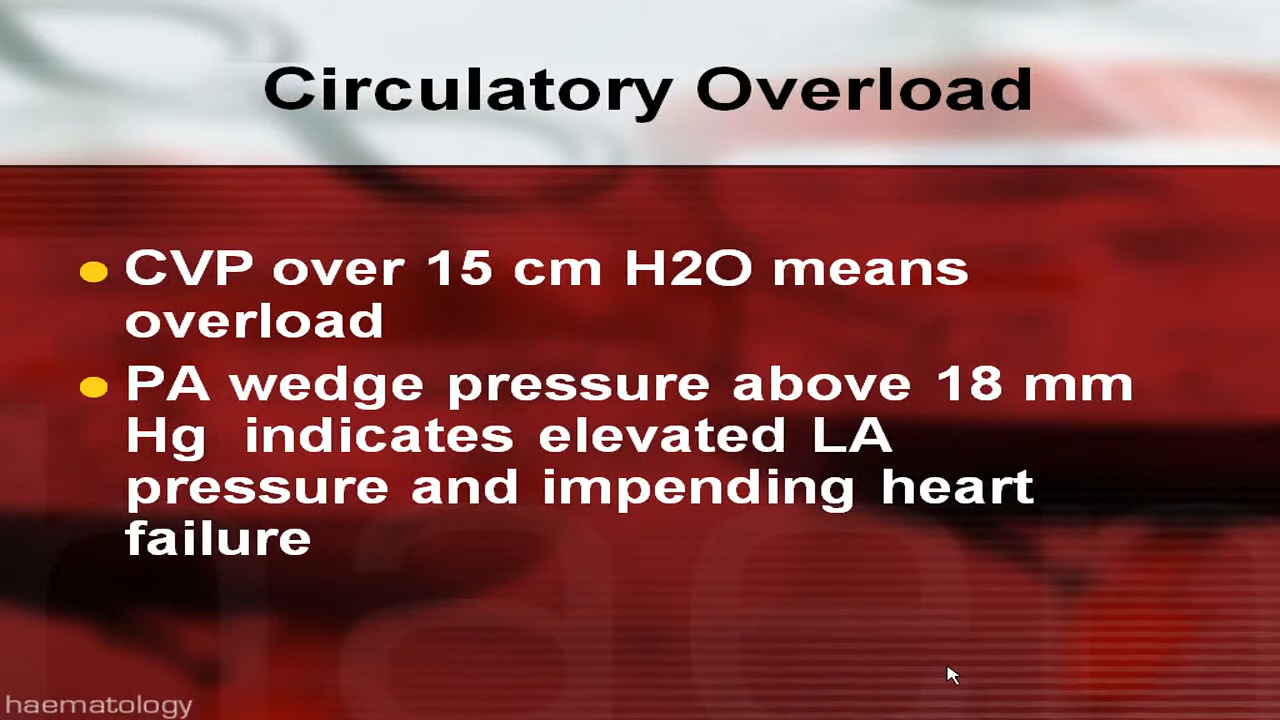 Circulatory Overload
CVP over 15 cm H2O means
overload
PA wedge pressure above 18 mm
Hg indicates elevated LA
pressure and impending heart
failure
haematology